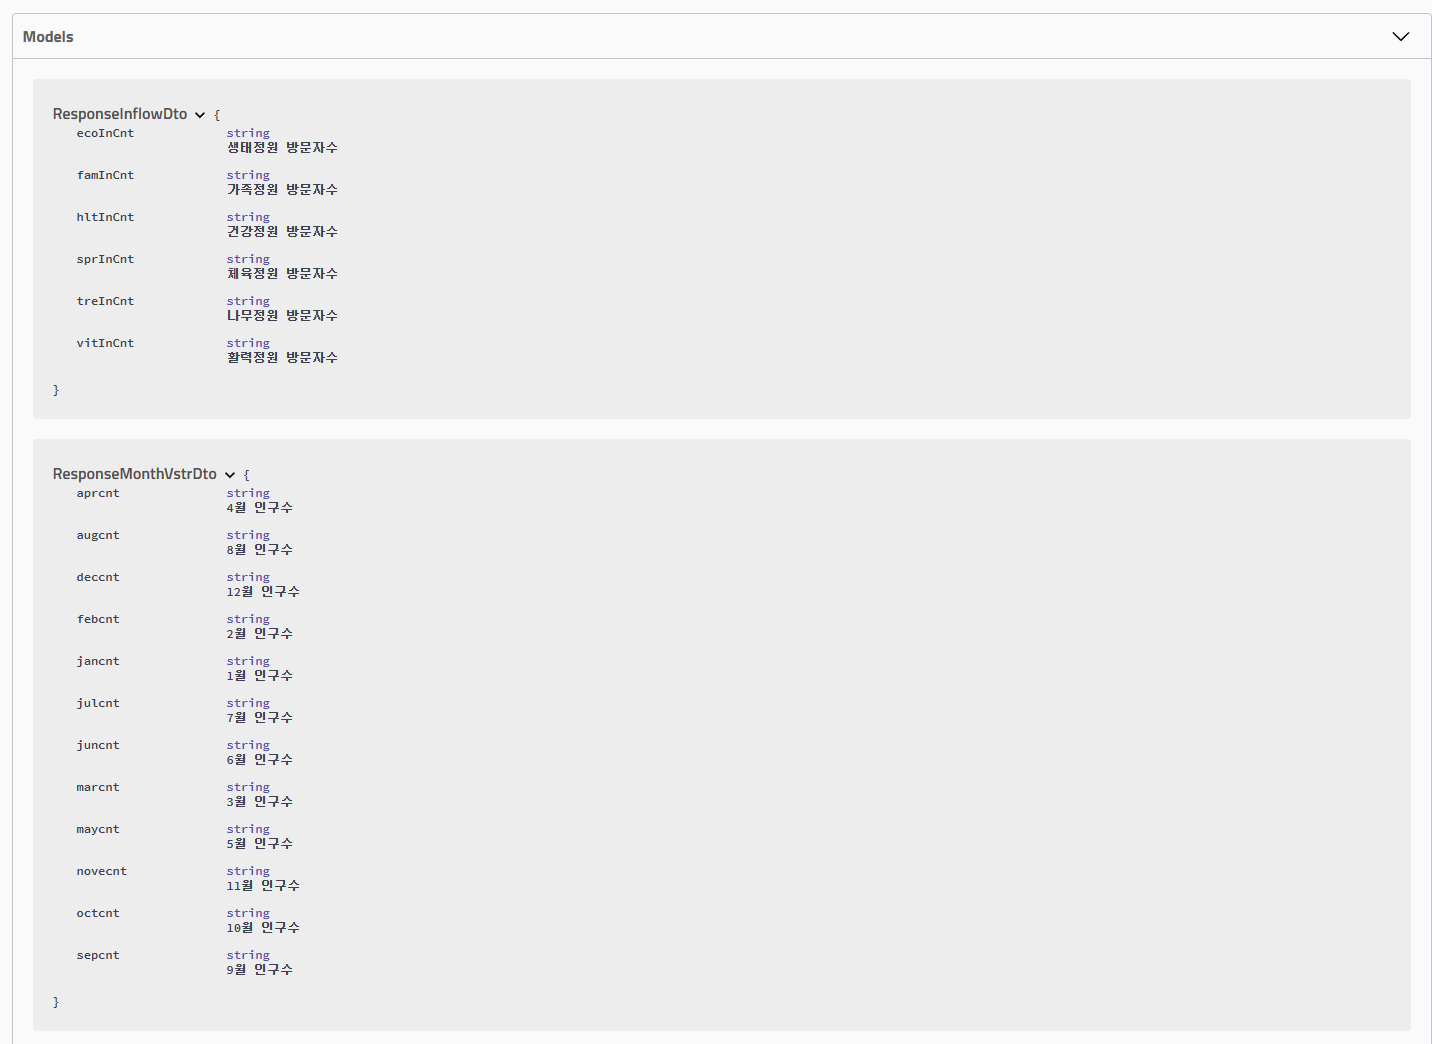 Models
ResponseInflowDto {
ecoInCnt string
생태정원 방문자수
famInCnt string
가족정원 방문자수
hltInCnt string
건강정원 방문자수
sprInCnt string
체육정원 방문자수
treInCnt string
나무정원 방문자수
vitInCnt string
활력정원 방문자수
}
ResponseMonthVstrDto {
aprcnt string
4월 인구수
augcnt string
8월 인구수
deccnt string
12월 인구수
febcnt string
2월 인구수
jancnt string
1월 인구수
julcnt string
7월 인구수
juncnt string
6월 인구수
marcnt string
3월 인구수
maycnt string
5월 인구수
novecnt string
11월 인구수
octcnt string
10월 인구수
sepcnt string
9월 인구수
}